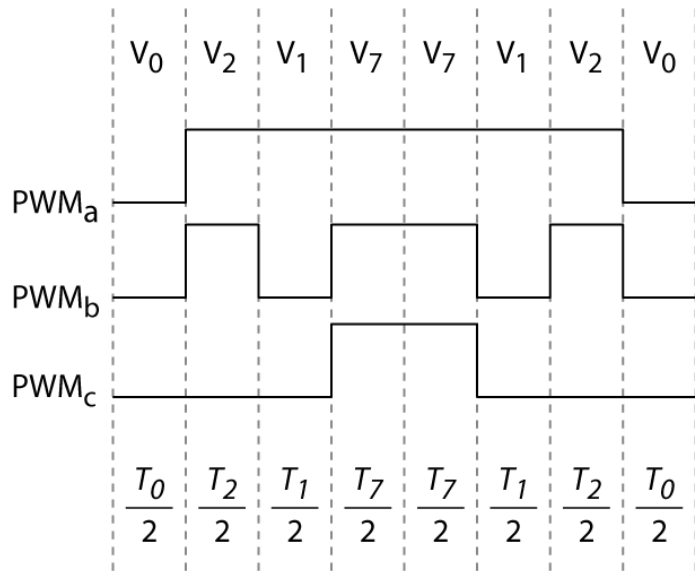 V0 V2 V1 V7 V7 V1 V2 V0
PWMa
PWMb
PWMc
T0/2 T2/2 T1/2 T7/2 T7/2 T1/2 T2/2 T0/2